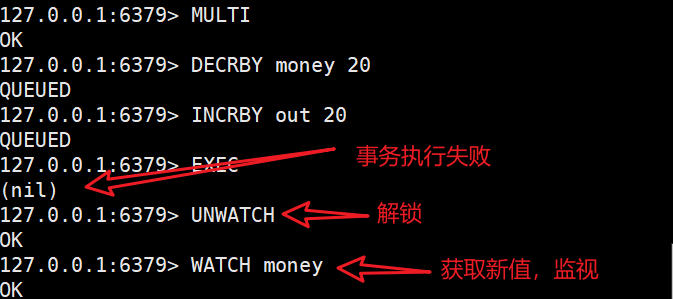 127.0.0.1:6379> MULTI
OK
127.0.0.1:6379> DECRBY money 20
QUEUED
127.0.0.1:6379> INCRBY out 20
QUEUED
127.0.0.1:6379> EXEC
事务执行失败
(nil)
127.0.0.1:6379> UNWATCH 解锁
OK
127.0.0.1:6379> WATCH money 获取新值，监视
OK